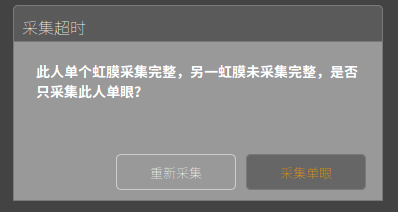 采集超时
此人单个虹膜采集完整，另一虹膜未采集完整，是否
只采集此人单眼？
重新采集
采集单眼